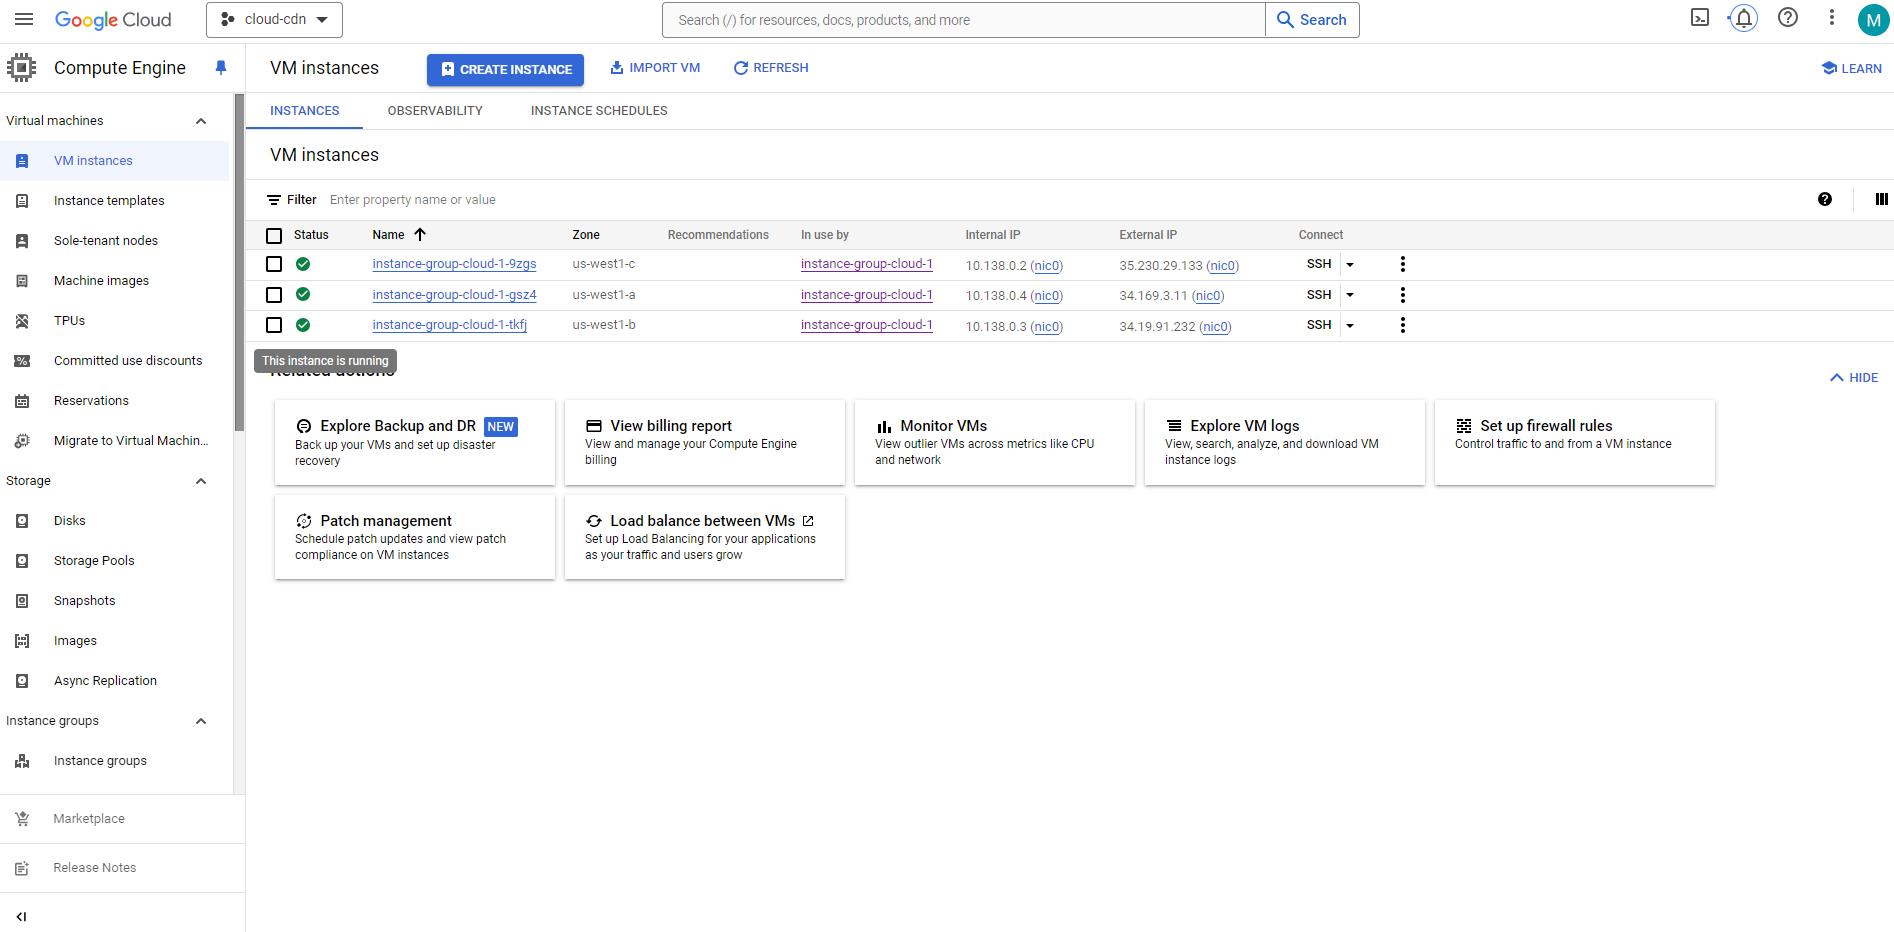 Google Cloud
cloud-cdn
Search (/) for resources, docs, products, and more
Search
M
Compute Engine
VM instances
CREATE INSTANCE
IMPORT VM
REFRESH
LEARN
Virtual machines
VM instances
Instance templates
Sole-tenant nodes
Machine images
TPUs
Committed use discounts
Reservations
Migrate to Virtual Machin...
Storage
Disks
Storage Pools
Snapshots
Images
Async Replication
Instance groups
Instance groups
Marketplace
Release Notes
INSTANCES OBSERVABILITY INSTANCE SCHEDULES
VM instances
Filter Enter property name or value
Status Name Zone Recommendations In use by Internal IP External IP Connect
instance-group-cloud-1-9zgs us-west1-c instance-group-cloud-1 10.138.0.2 (nic0) 35.230.29.133 (nic0) SSH
instance-group-cloud-1-gsz4 us-west1-a instance-group-cloud-1 10.138.0.4 (nic0) 34.169.3.11 (nic0) SSH
instance-group-cloud-1-tkfj us-west1-b instance-group-cloud-1 10.138.0.3 (nic0) 34.19.91.232 (nic0) SSH
This instance is running
Related actions
HIDE
Explore Backup and DR NEW
Back up your VMs and set up disaster
recovery
View billing report
View and manage your Compute Engine
billing
Monitor VMs
View outlier VMs across metrics like CPU
and network
Explore VM logs
View, search, analyze, and download VM
instance logs
Set up firewall rules
Control traffic to and from a VM instance
Patch management
Schedule patch updates and view patch
compliance on VM instances
Load balance between VMs
Set up Load Balancing for your applications
as your traffic and users grow